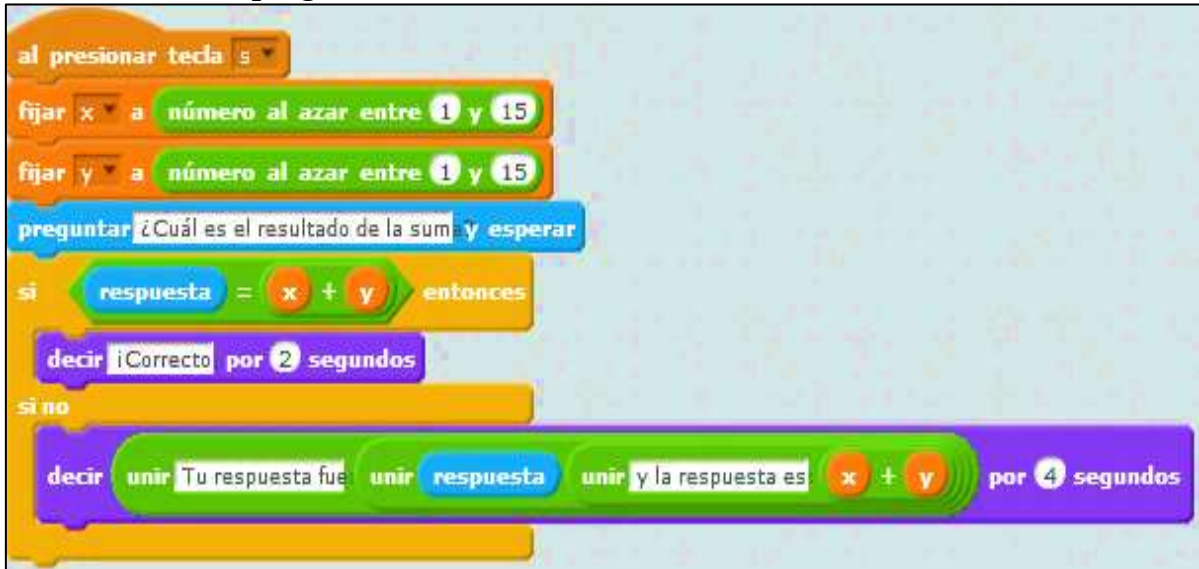 al presionar tecla s
fijar x a número al azar entre 1 y 15
fijar y a número al azar entre 1 y 15
preguntar ¿Cuál es el resultado de la sum y esperar
si respuesta = x + y entonces
decir ¡Correcto por 2 segundos
si no
decir unir Tu respuesta fue unir respuesta unir y la respuesta es: x + y por 4 segundos